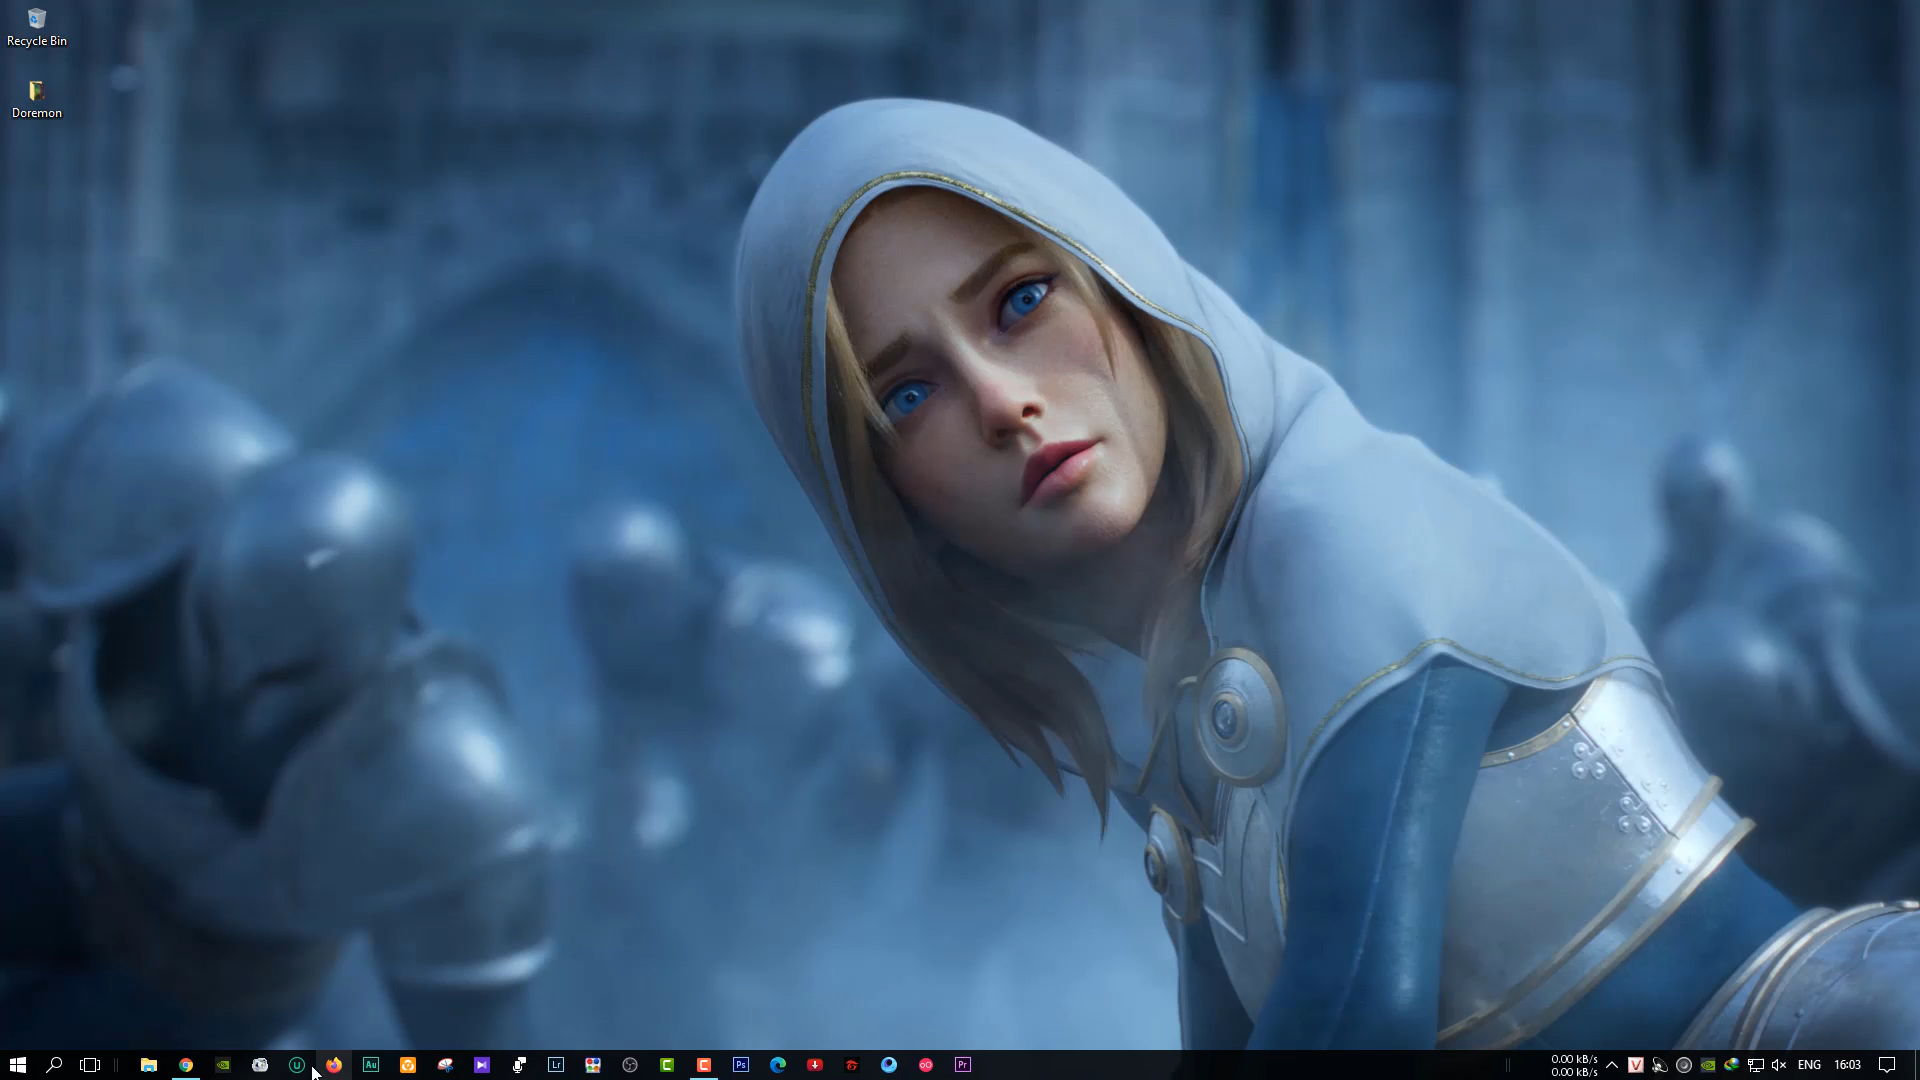 Recycle Bin
Doremon
U
Au
Lr
C
C
Ps
Pr
0.00 kB/s
0.00 kB/s
V
ENG
16:03